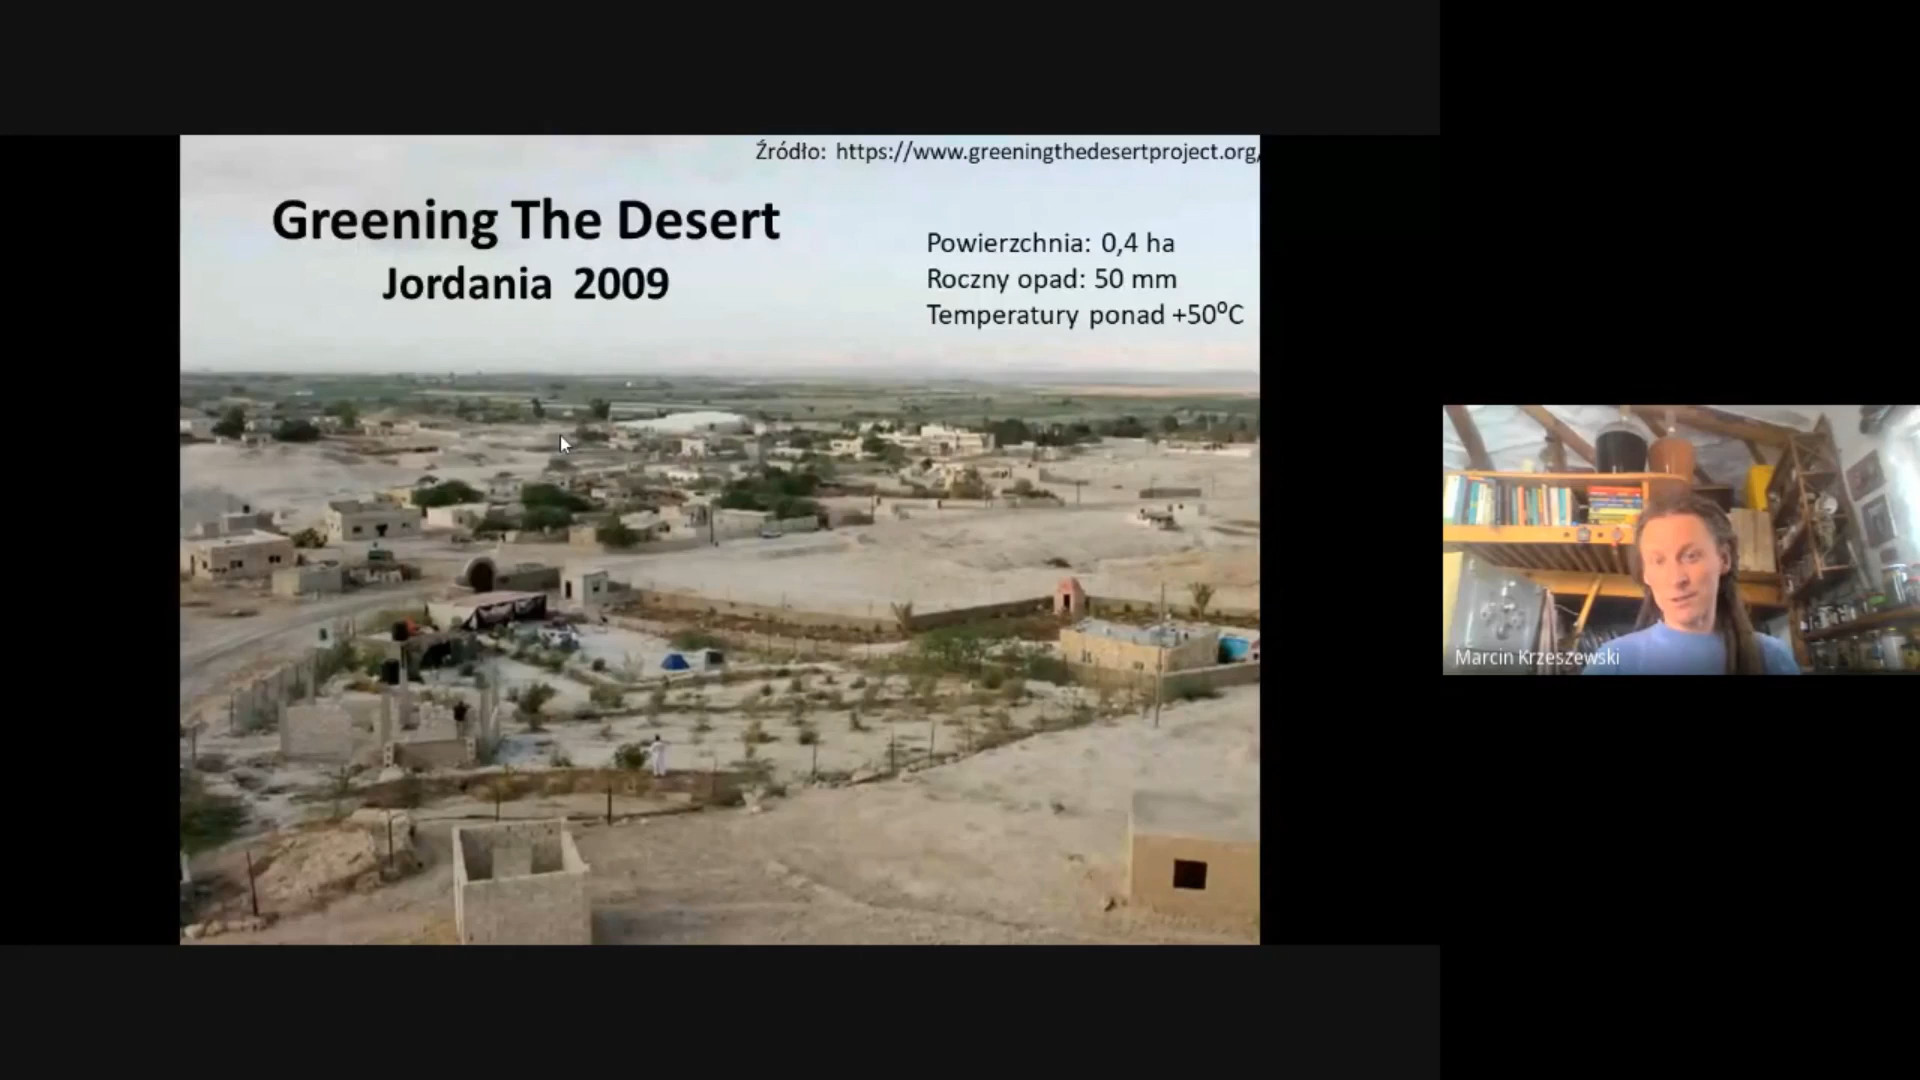 Źródło: https://www.greeningthedesertproject.org/
Greening The Desert
Jordania 2009
Powierzchnia: 0,4 ha
Roczny opad: 50 mm
Temperatury ponad +50⁰C
Marcin Krzeszewski